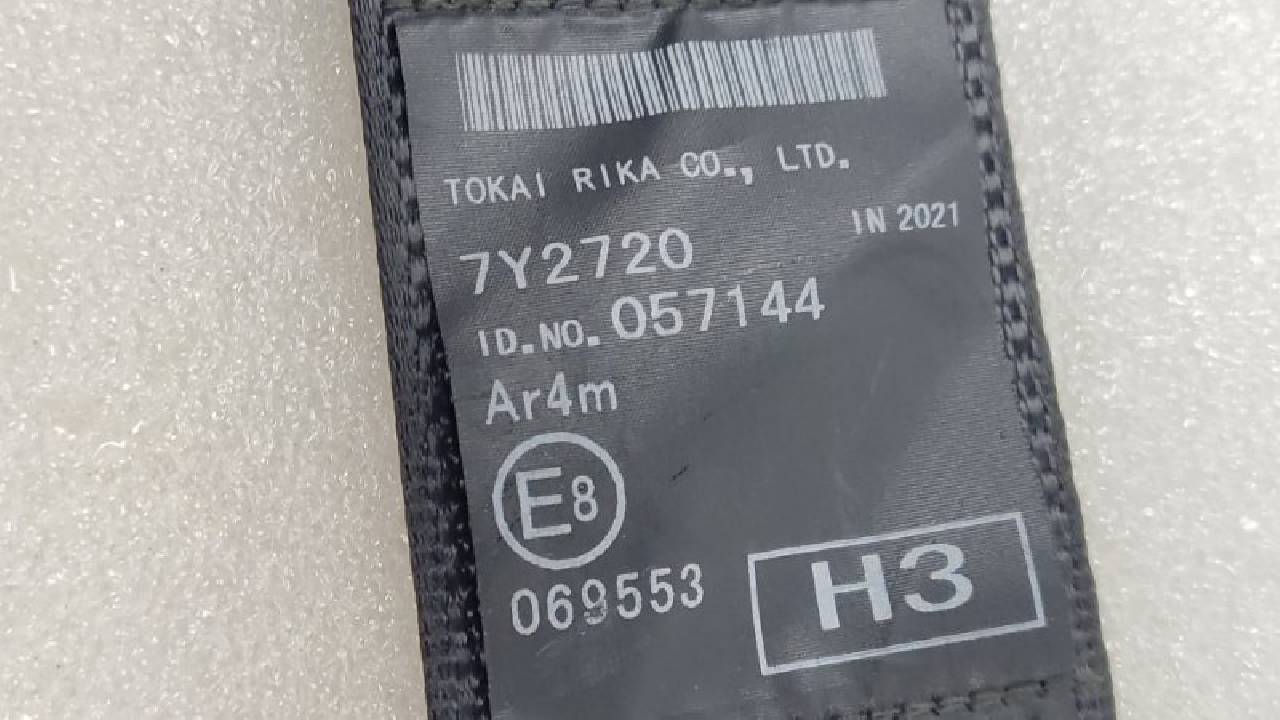 TOKAI RIKA CO., LTD.
IN 2021
7Y2720
ID.NO. 057144
Ar4m
E8
069553
H3